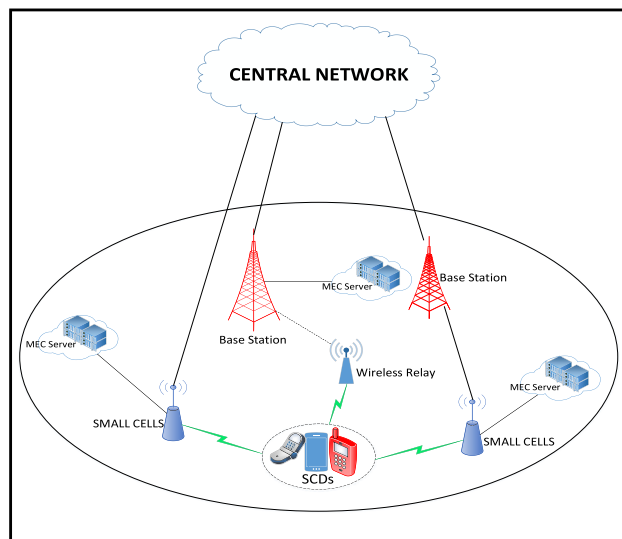 CENTRAL NETWORK
Base Station
MEC Server
MEC Server
Base Station
MEC Server
Wireless Relay
SMALL CELLS
SMALL CELLS
SCDs